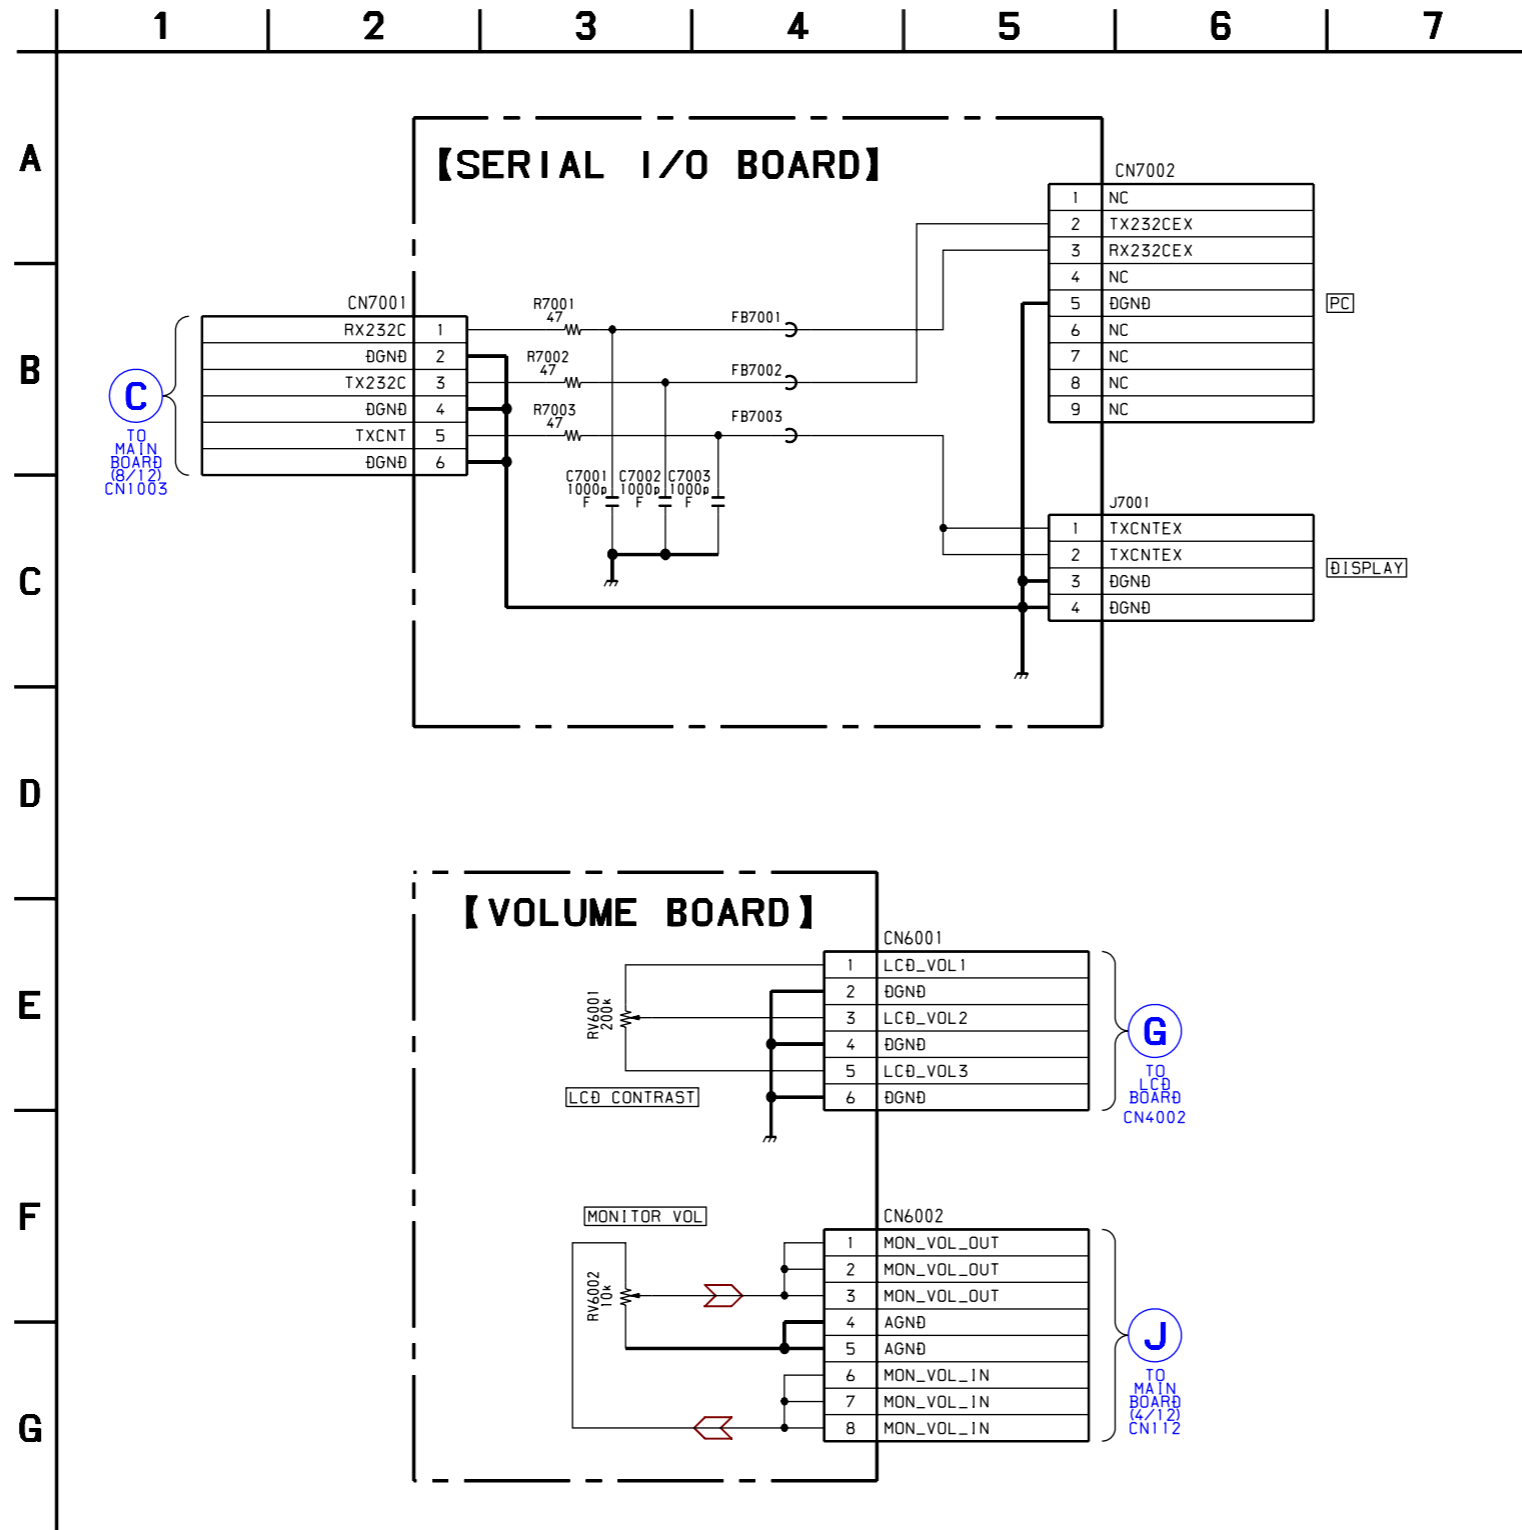 1 2 3 4 5 6 7
A
B
C
D
E
F
G
【SERIAL I/O BOARD】
CN7002
1 NC
2 TX232CEX
3 RX232CEX
4 NC
5 DGND
6 NC
7 NC
8 NC
9 NC
PC
CN7001
RX232C 1
DGND 2
TX232C 3
DGND 4
TXCNT 5
DGND 6
C
TO
MAIN
BOARD
(8/12)
CN1003
R7001
47
R7002
47
R7003
47
FB7001
FB7002
FB7003
C7001
1000p
F
C7002
1000p
F
C7003
1000p
F
J7001
1 TXCNTEX
2 TXCNTEX
3 DGND
4 DGND
DISPLAY
【VOLUME BOARD】
CN6001
1 LCD_VOL1
2 DGND
3 LCD_VOL2
4 DGND
5 LCD_VOL3
6 DGND
RV6001
200k
LCD CONTRAST
G
TO
LCD
BOARD
CN4002
MONITOR VOL
RV6002
10k
CN6002
1 MON_VOL_OUT
2 MON_VOL_OUT
3 MON_VOL_OUT
4 AGND
5 AGND
6 MON_VOL_IN
7 MON_VOL_IN
8 MON_VOL_IN
J
TO
MAIN
BOARD
(4/12)
CN112